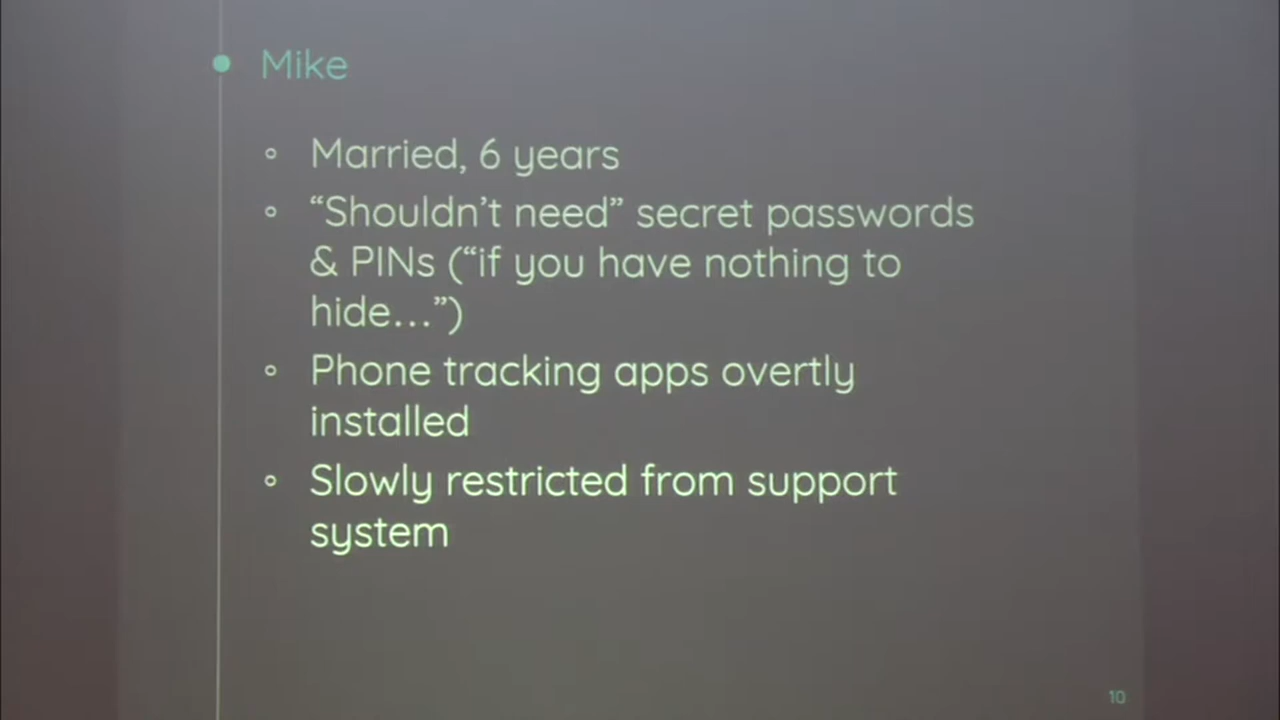 Mike
Married, 6 years
“Shouldn’t need” secret passwords
& PINs (“if you have nothing to
hide…”)
Phone tracking apps overtly
installed
Slowly restricted from support
system
10